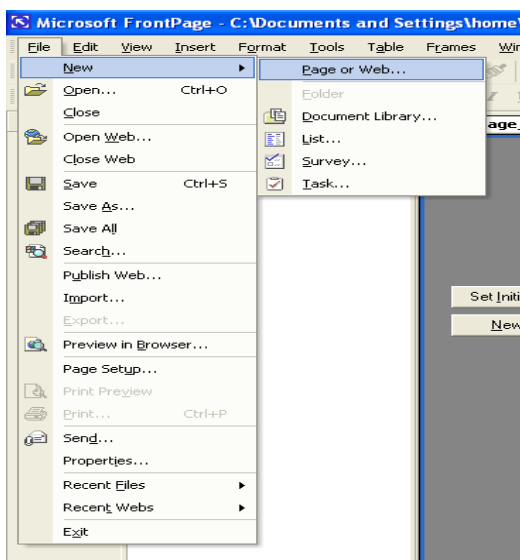 Microsoft FrontPage - C:\Documents and Settings\home\
File Edit View Insert Format Tools Table Frames
New
Page or Web...
Open... Ctrl+O
Folder
Close
Document Library...
Open Web...
List...
Close Web
Survey...
Save Ctrl+S
Task...
Save As...
Save All
Search...
Publish Web...
Import...
Set
Export...
New
Preview in Browser...
Page Setup...
Print Preview
Print... Ctrl+P
Send...
Properties...
Recent Files
Recent Webs
Exit